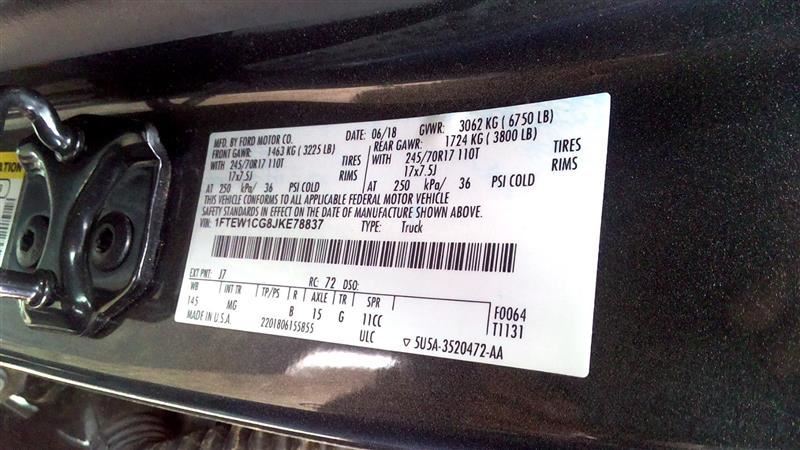 MFD. BY FORD MOTOR CO.
DATE: 06/18 GVWR: 3062 KG ( 6750 LB)
FRONT GAWR: 1463 KG ( 3225 LB)
REAR GAWR: 1724 KG ( 3800 LB)
WITH 245/70R17 110T TIRES
WITH 245/70R17 110T TIRES
17x7.5J RIMS
17x7.5J RIMS
AT 250 kPa/ 36 PSI COLD
AT 250 kPa/ 36 PSI COLD
THIS VEHICLE CONFORMS TO ALL APPLICABLE FEDERAL MOTOR VEHICLE
SAFETY STANDARDS IN EFFECT ON THE DATE OF MANUFACTURE SHOWN ABOVE.
VIN: 1FTEW1CG8JKE78837 TYPE: Truck
EXT PNT: J7 RC: 72 DSO:
WB INT TR TP/PS R AXLE TR SPR
145 MG B 15 G 11CC
F0064
T1131
MADE IN U.S.A. 2201806155855 ULC
5U5A-3520472-AA
ATION